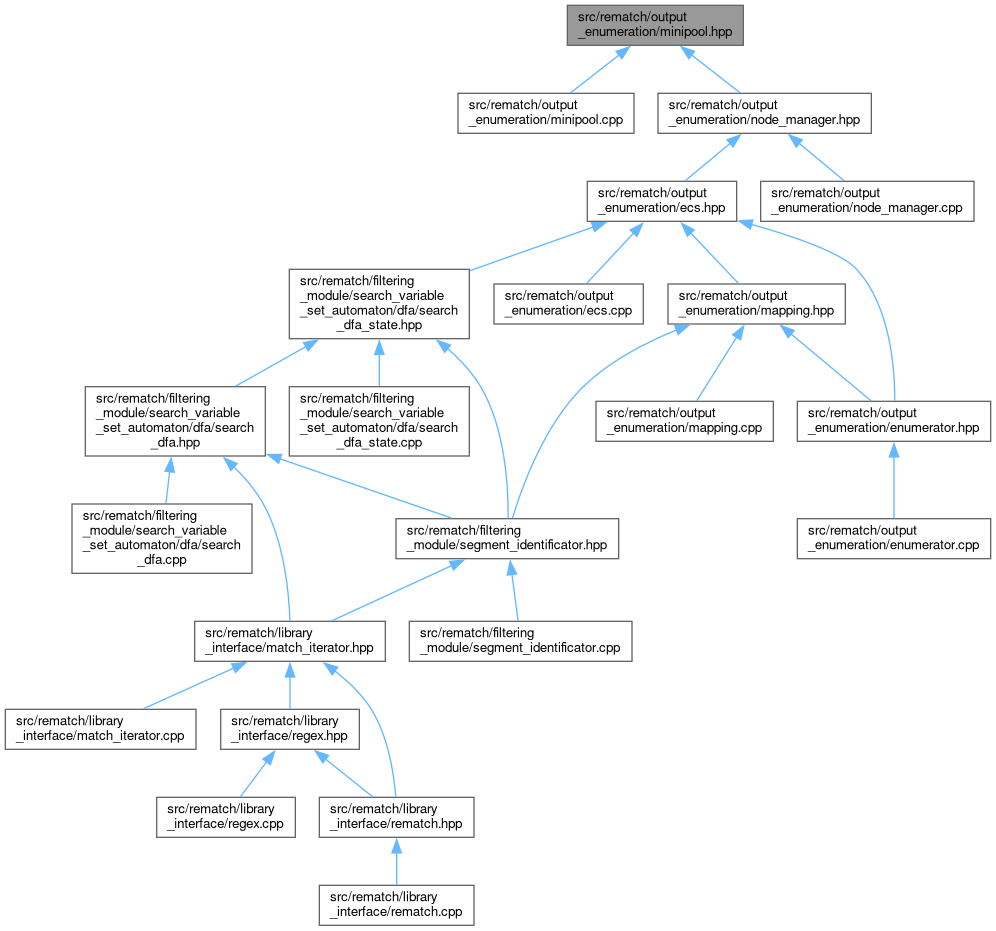 src/rematch/output
_enumeration/minipool.hpp
src/rematch/output
_enumeration/minipool.cpp
src/rematch/output
_enumeration/node_manager.hpp
src/rematch/output
_enumeration/ecs.hpp
src/rematch/output
_enumeration/node_manager.cpp
src/rematch/filtering
_module/search_variable
_set_automaton/dfa/search
_dfa_state.hpp
src/rematch/output
_enumeration/ecs.cpp
src/rematch/output
_enumeration/mapping.hpp
src/rematch/filtering
_module/search_variable
_set_automaton/dfa/search
_dfa.hpp
src/rematch/filtering
_module/search_variable
_set_automaton/dfa/search
_dfa_state.cpp
src/rematch/output
_enumeration/mapping.cpp
src/rematch/output
_enumeration/enumerator.hpp
src/rematch/filtering
_module/search_variable
_set_automaton/dfa/search
_dfa.cpp
src/rematch/filtering
_module/segment_identificator.hpp
src/rematch/output
_enumeration/enumerator.cpp
src/rematch/library
_interface/match_iterator.hpp
src/rematch/filtering
_module/segment_identificator.cpp
src/rematch/library
_interface/match_iterator.cpp
src/rematch/library
_interface/regex.hpp
src/rematch/library
_interface/regex.cpp
src/rematch/library
_interface/rematch.hpp
src/rematch/library
_interface/rematch.cpp